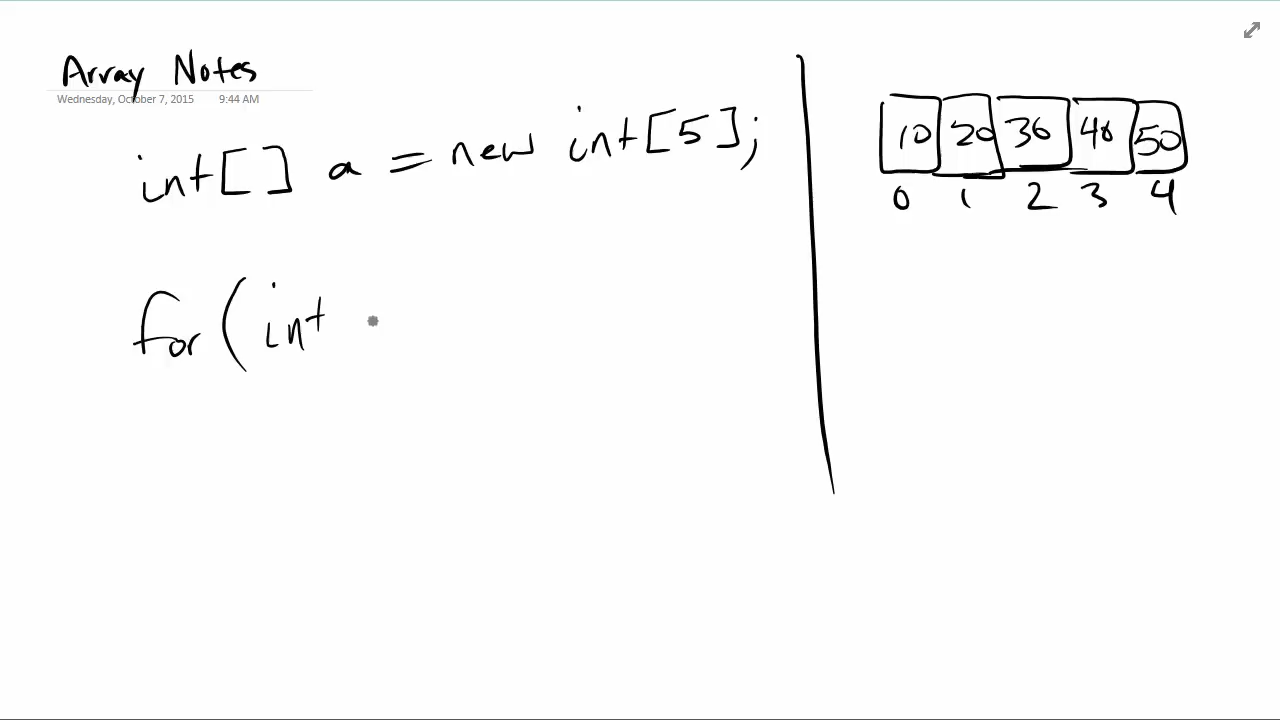 Array Notes
Wednesday, October 7, 2015 9:44 AM
int[] a = new int[5];
for(int
10 20 30 40 50
0 1 2 3 4